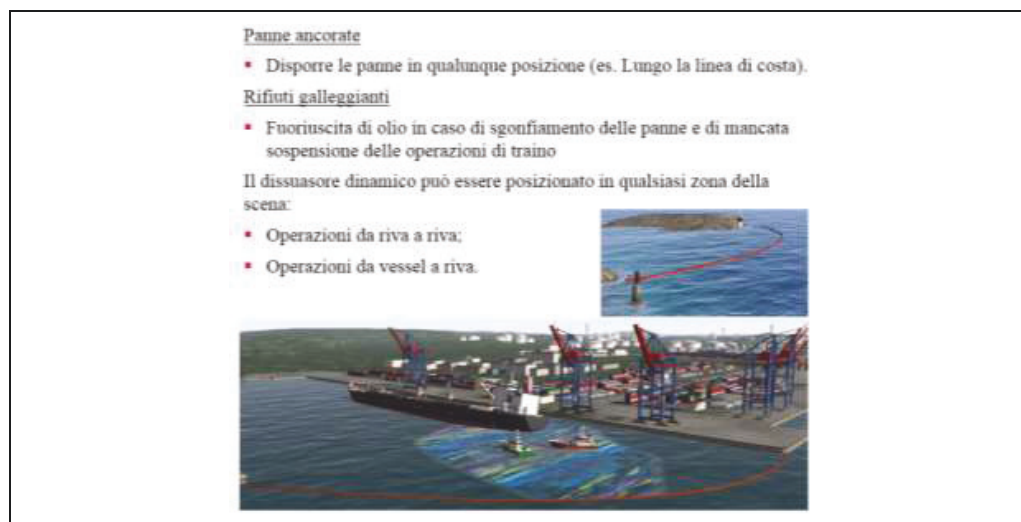 Panne ancorate
▪ Disporre le panne in qualunque posizione (es. Lungo la linea di costa).
Rifiuti galleggianti
▪ Fuoriuscita di olio in caso di sgonfiamento delle panne e di mancata
sospensione delle operazioni di traino
Il dissuasore dinamico può essere posizionato in qualsiasi zona della
scena:
▪ Operazioni da riva a riva;
▪ Operazioni da vessel a riva.